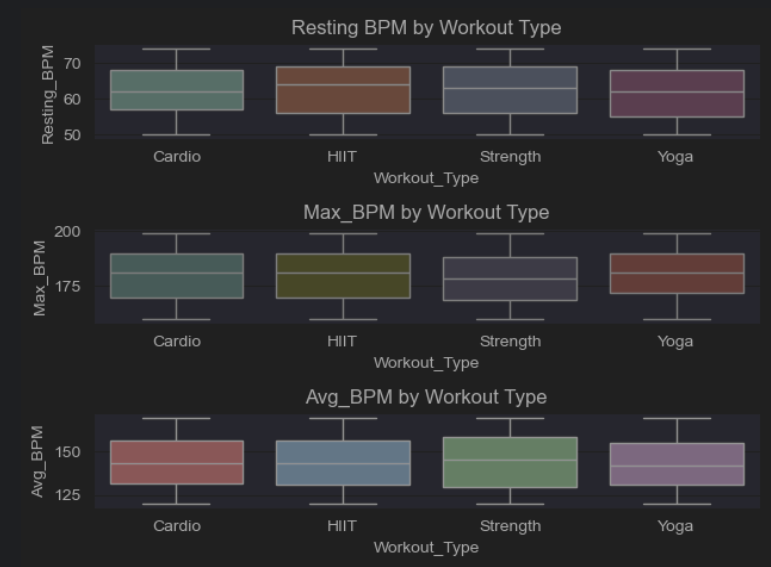 Resting BPM by Workout Type
Resting_BPM
70
60
50
Cardio HIIT Strength Yoga
Workout_Type
Max_BPM by Workout Type
Max_BPM
200
175
Cardio HIIT Strength Yoga
Workout_Type
Avg_BPM by Workout Type
Avg_BPM
150
125
Cardio HIIT Strength Yoga
Workout_Type